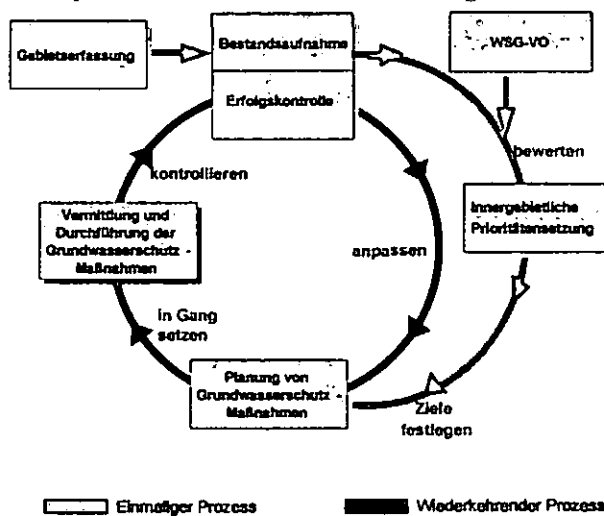 Gebietserfassung
Bestandsaufnahme
WSG-VO
Erfolgskontrolle
bewerten
kontrollieren
Vermittlung und
Durchführung der
Grundwasserschutz -
Maßnahmen
Innergebietliche
Prioritätensetzung
anpassen
in Gang
setzen
Planung von
Grundwasserschutz
Maßnahmen
Ziele
festlegen
Einmaliger Prozess
Wiederkehrender Prozess